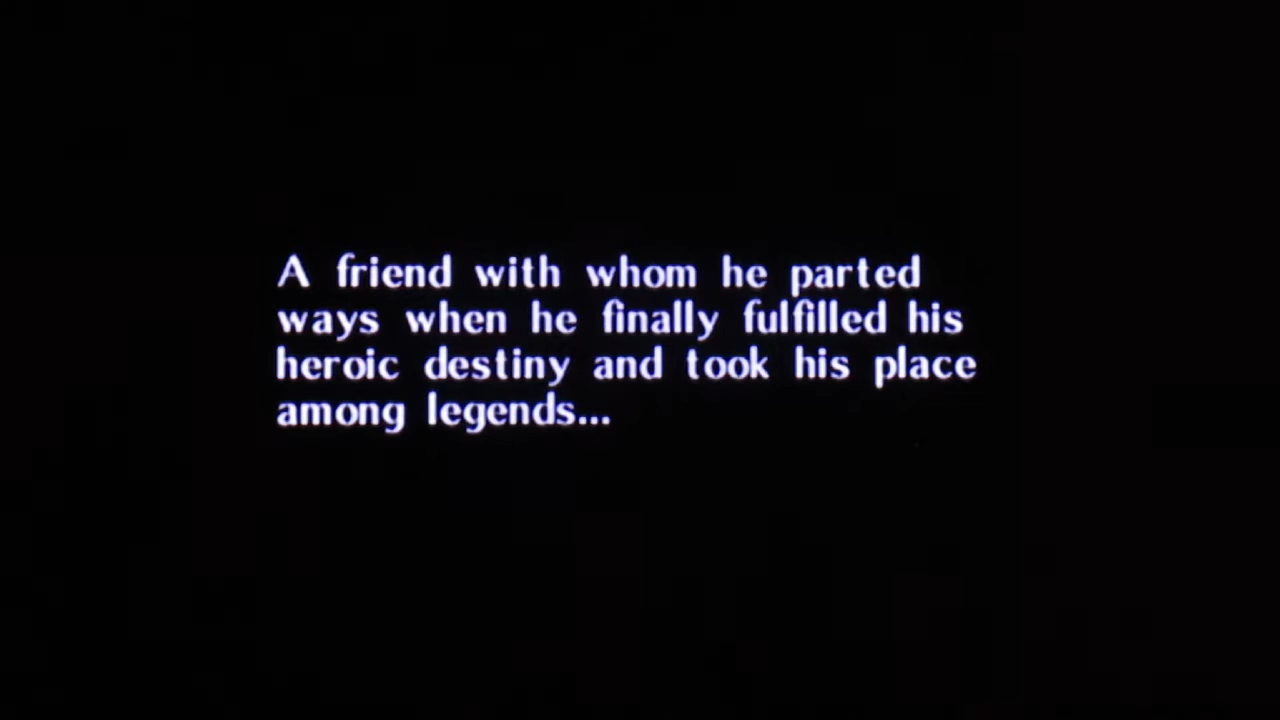 A friend with whom he parted
ways when he finally fulfilled his
heroic destiny and took his place
among legends...